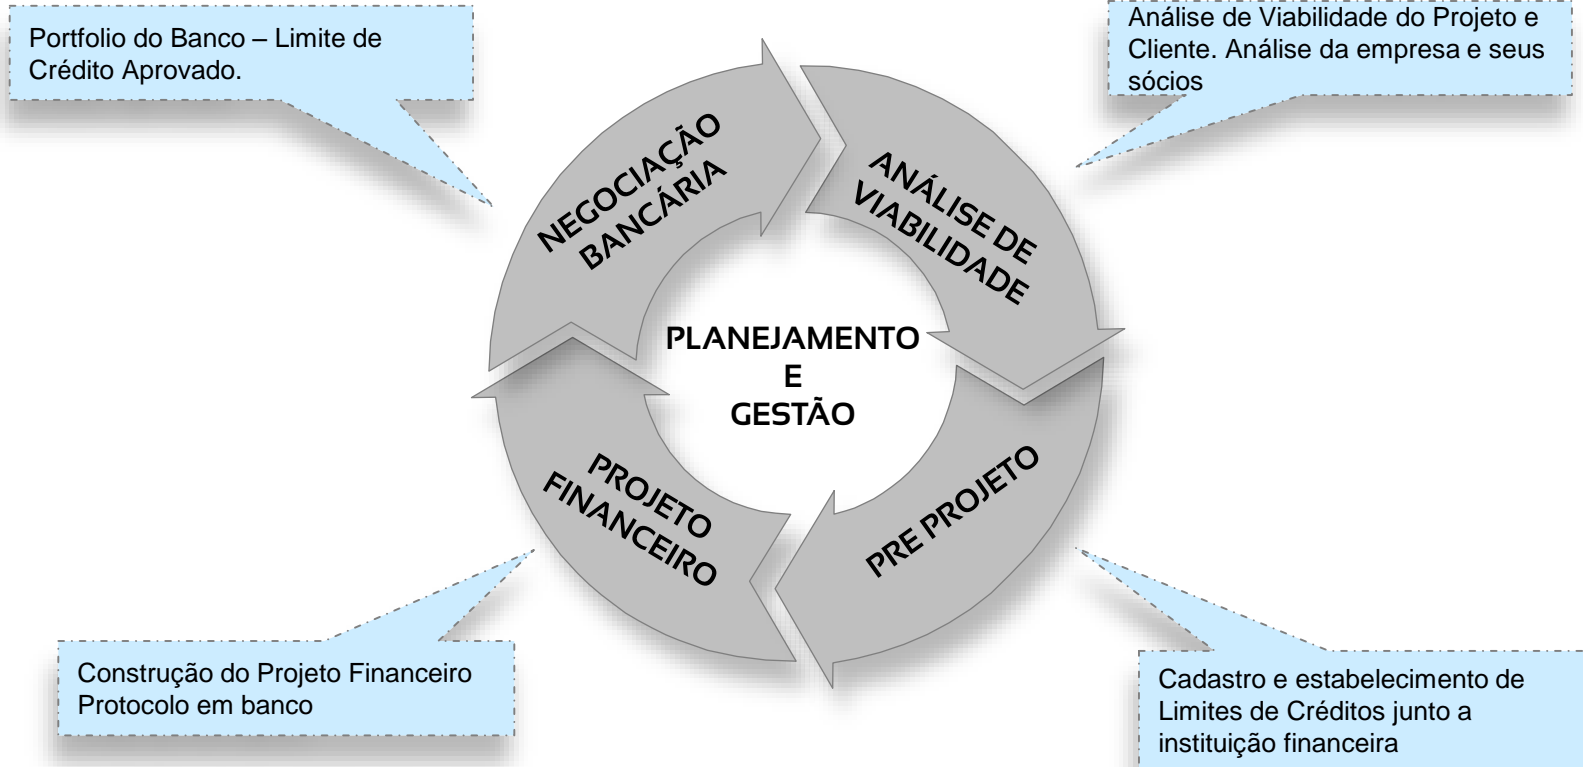 Portfolio do Banco – Limite de
Crédito Aprovado.
Análise de Viabilidade do Projeto e
Cliente. Análise da empresa e seus
sócios
NEGOCIAÇÃO
BANCÁRIA
ANÁLISE DE
VIABILIDADE
PLANEJAMENTO
E
GESTÃO
PROJETO
FINANCEIRO
PRE PROJETO
Construção do Projeto Financeiro
Protocolo em banco
Cadastro e estabelecimento de
Limites de Créditos junto a
instituição financeira